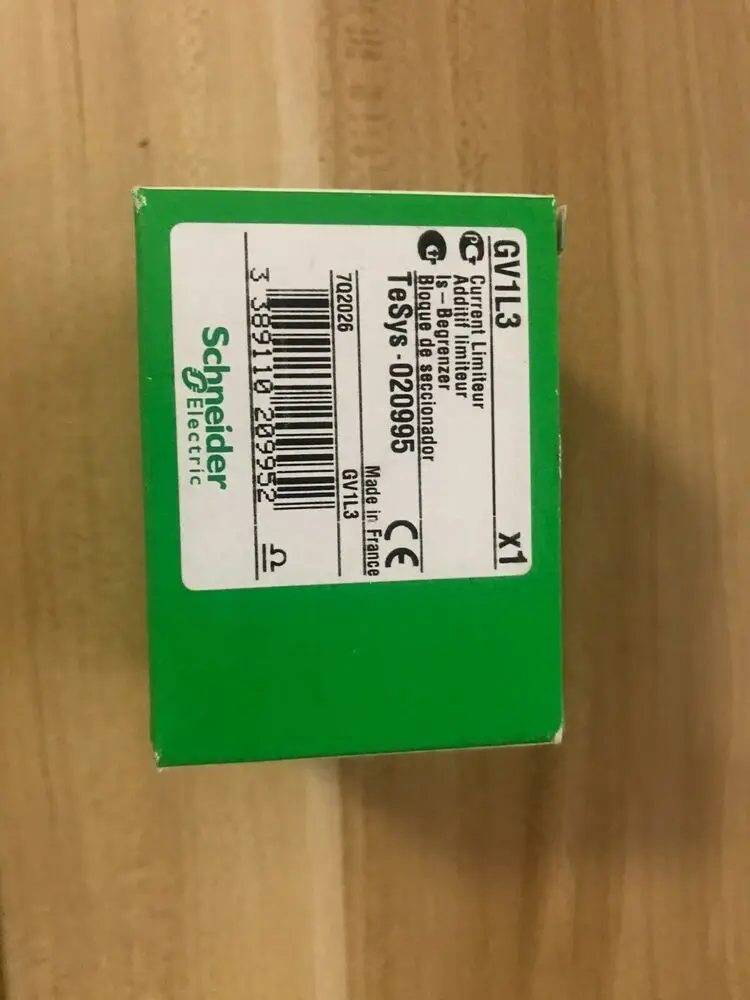 GV1L3 x1
Current Limiteur
Additif limiteur
Is-Begrenzer
Bloque de seccionador
TeSys - 020995 CE
Made in France
7Q2026 GV1L3
3 389110 209952
Schneider
Electric